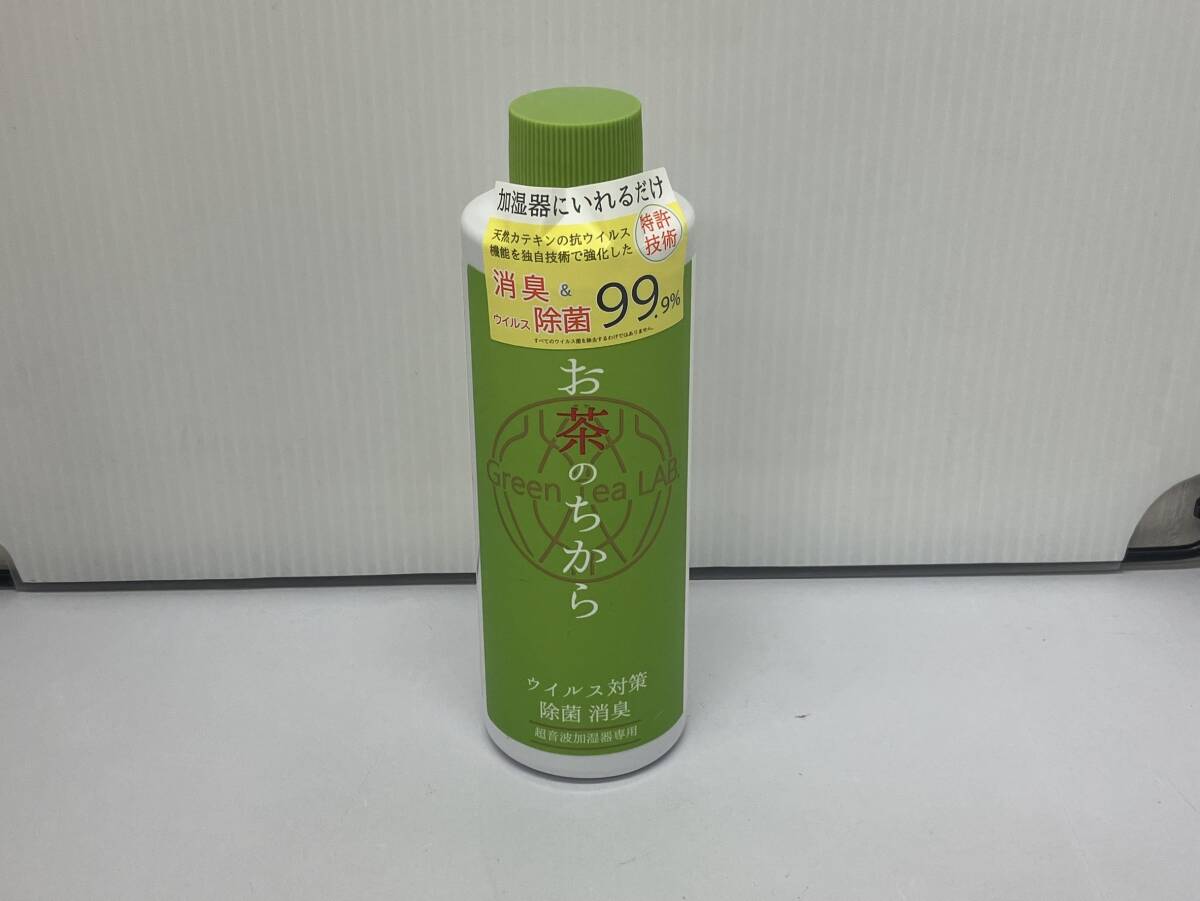 加湿器にいれるだけ
天然カテキンの抗ウイルス
機能を独自技術で強化した
特許
技術
消臭 &
ウイルス 除菌 99.9%
すべてのウイルス菌を除去するわけではありません。
お茶のちから
Green Tea LAB.
ウイルス対策
除菌 消臭
超音波加湿器専用